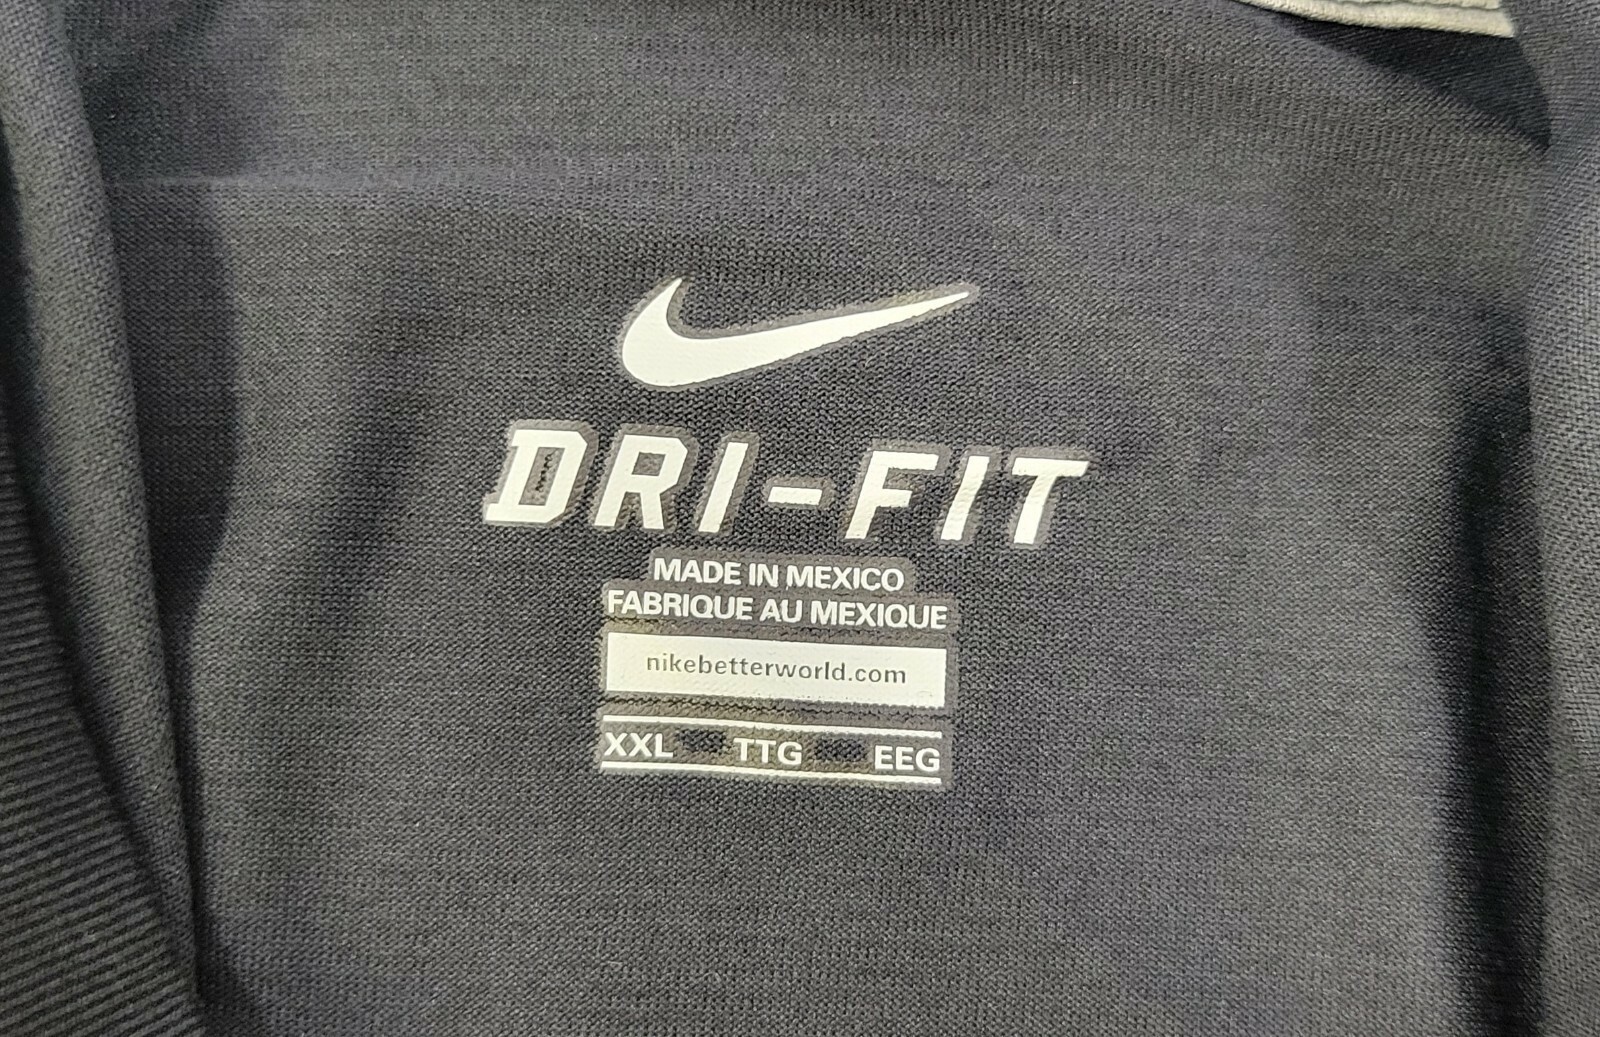 DRI-FIT
MADE IN MEXICO
FABRIQUE AU MEXIQUE
nikebetterworld.com
XXL TTG EEG